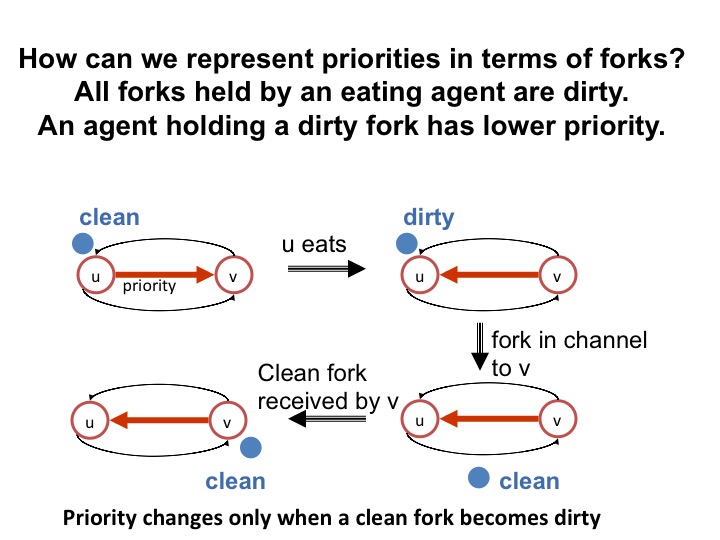 How can we represent priorities in terms of forks?
All forks held by an eating agent are dirty.
An agent holding a dirty fork has lower priority.
clean
u
priority
v
u eats
dirty
u
v
fork in channel
to v
Clean fork
received by v
u
v
clean
u
v
clean
Priority changes only when a clean fork becomes dirty